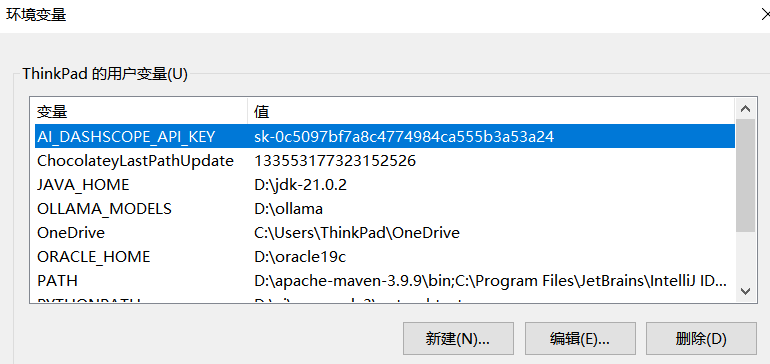 环境变量
ThinkPad 的用户变量(U)
变量 值
AI_DASHSCOPE_API_KEY sk-0c5097bf7a8c4774984ca555b3a53a24
ChocolateyLastPathUpdate 133553177323152526
JAVA_HOME D:\jdk-21.0.2
OLLAMA_MODELS D:\ollama
OneDrive C:\Users\ThinkPad\OneDrive
ORACLE_HOME D:\oracle19c
PATH D:\apache-maven-3.9.9\bin;C:\Program Files\JetBrains\IntelliJ ID...
PYTHONPATH
新建(N)... 编辑(E)... 删除(D)